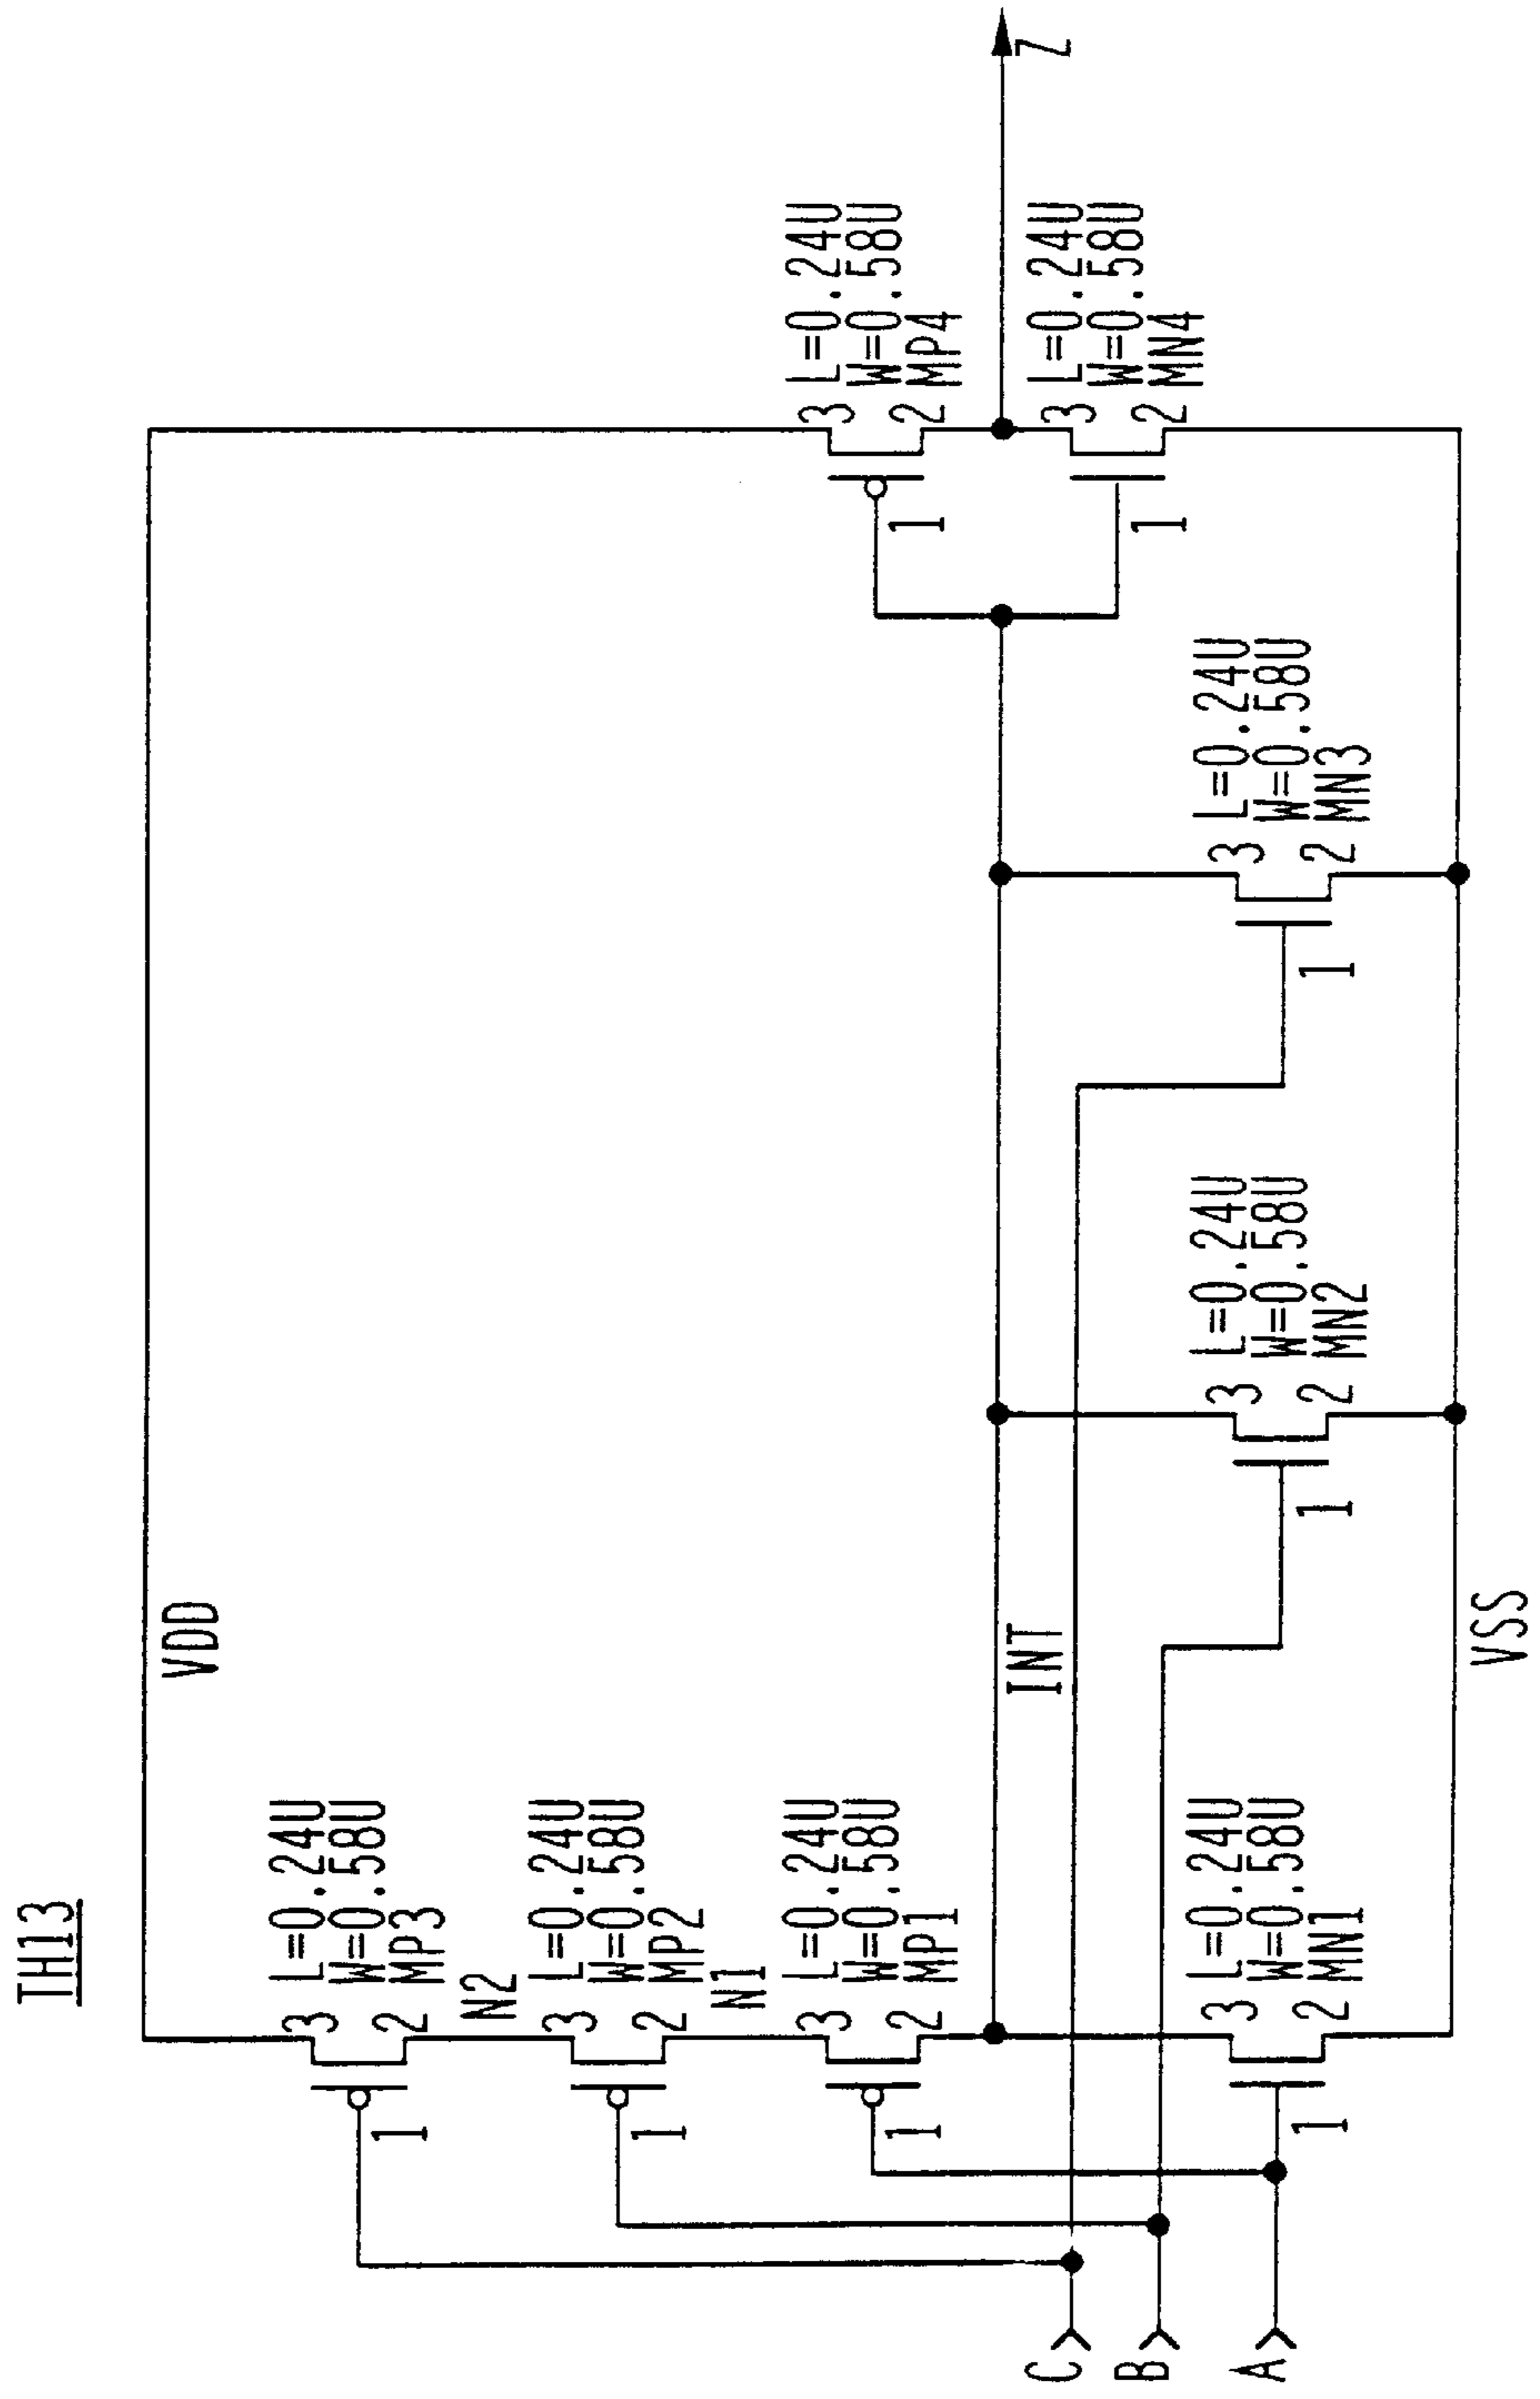 TH13
VDD
L=0.24U
W=0.58U
MP3
3
2
1
N2
L=0.24U
W=0.58U
MP2
3
2
1
N1
L=0.24U
W=0.58U
MP1
3
2
1
L=0.24U
W=0.58U
MP4
3
2
1
Z
INT
C
B
A
L=0.24U
W=0.58U
MN1
3
2
1
L=0.24U
W=0.58U
MN2
3
2
1
L=0.24U
W=0.58U
MN3
3
2
1
L=0.24U
W=0.58U
MN4
3
2
1
VSS